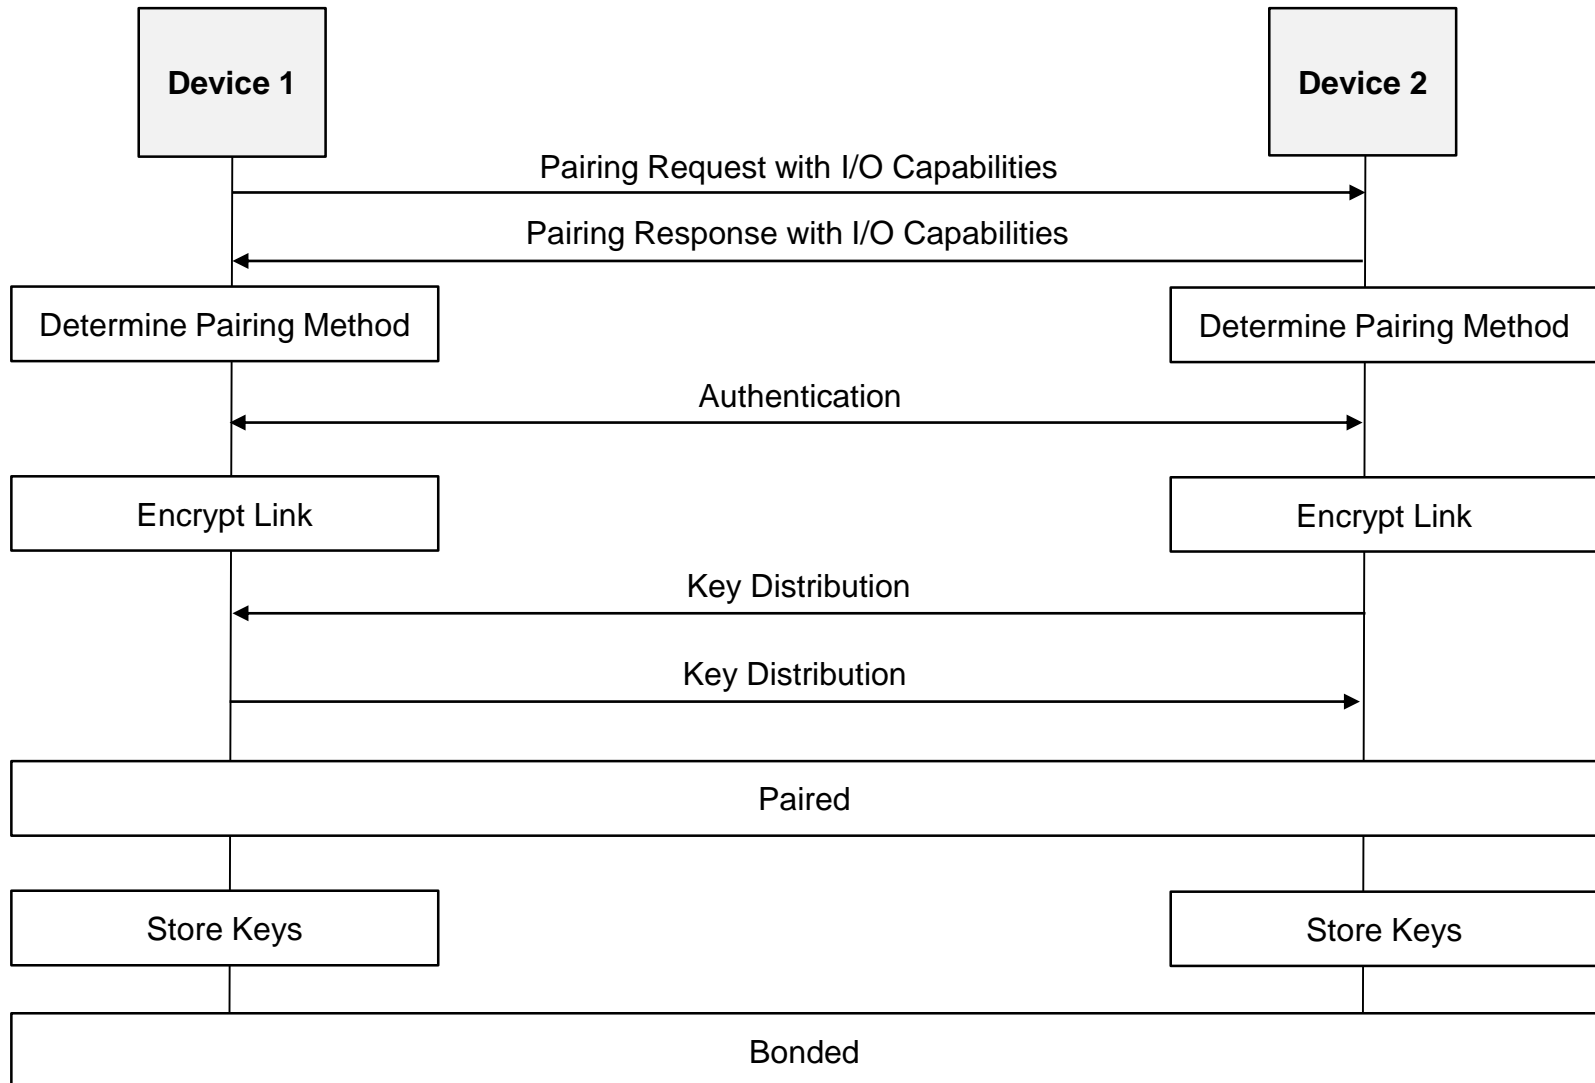 Device 1
Device 2
Pairing Request with I/O Capabilities
Pairing Response with I/O Capabilities
Determine Pairing Method
Determine Pairing Method
Authentication
Encrypt Link
Encrypt Link
Key Distribution
Key Distribution
Paired
Store Keys
Store Keys
Bonded